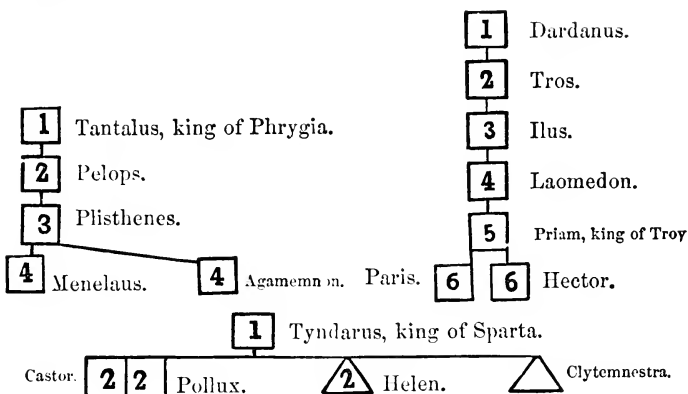 1 Dardanus.
2 Tros.
1 Tantalus, king of Phrygia.
3 Ilus.
2 Pelops.
4 Laomedon.
3 Plisthenes.
5 Priam, king of Troy
4 Menelaus. 4 Agamemnon. Paris. 6 6 Hector.
1 Tyndarus, king of Sparta.
Castor. 2 2 Pollux. 2 Helen. Clytemnestra.